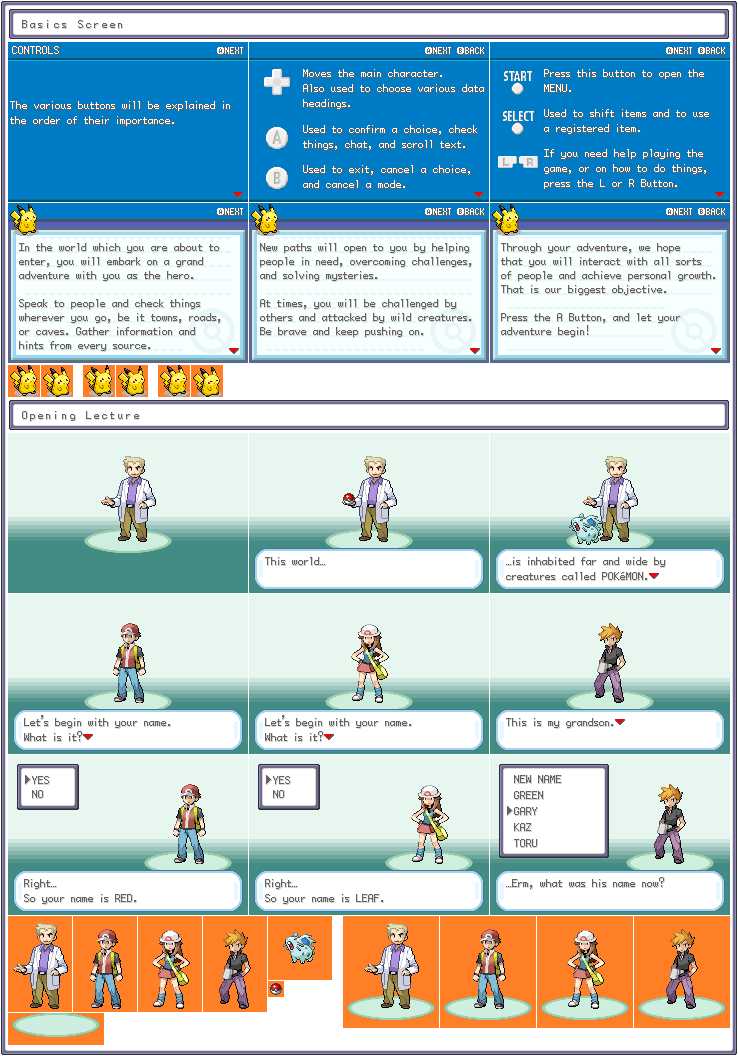 Basics Screen
CONTROLS
ⒶNEXT
The various buttons will be explained in
the order of their importance.
ⒶNEXT ⒷBACK
Moves the main character.
Also used to choose various data
headings.
A
Used to confirm a choice, check
things, chat, and scroll text.
B
Used to exit, cancel a choice,
and cancel a mode.
ⒶNEXT ⒷBACK
START
Press this button to open the
MENU.
SELECT
Used to shift items and to use
a registered item.
L R
If you need help playing the
game, or on how to do things,
press the L or R Button.
ⒶNEXT
In the world which you are about to
enter, you will embark on a grand
adventure with you as the hero.
Speak to people and check things
wherever you go, be it towns, roads,
or caves. Gather information and
hints from every source.
ⒶNEXT ⒷBACK
New paths will open to you by helping
people in need, overcoming challenges,
and solving mysteries.
At times, you will be challenged by
others and attacked by wild creatures.
Be brave and keep pushing on.
ⒶNEXT ⒷBACK
Through your adventure, we hope
that you will interact with all sorts
of people and achieve personal growth.
That is our biggest objective.
Press the A Button, and let your
adventure begin!
Opening Lecture
This world…
…is inhabited far and wide by
creatures called POKéMON.
Let's begin with your name.
What is it?
Let's begin with your name.
What is it?
This is my grandson.
YES
NO
Right…
So your name is RED.
YES
NO
Right…
So your name is LEAF.
NEW NAME
GREEN
GARY
KAZ
TORU
…Erm, what was his name now?